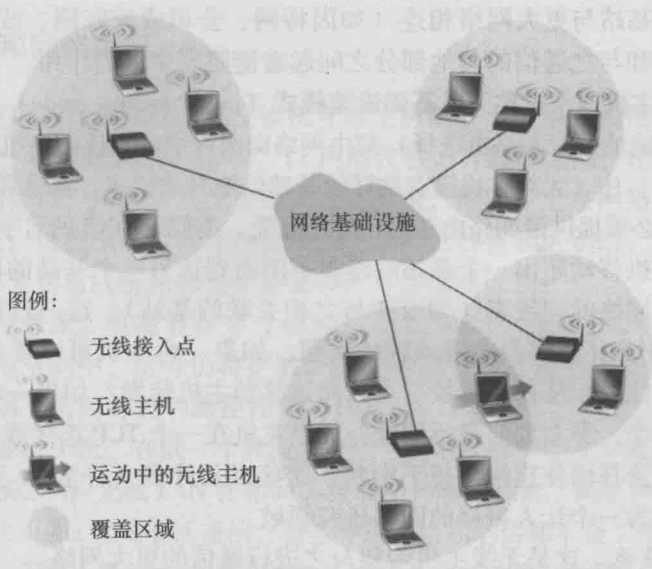 网络基础设施
图例：
无线接入点
无线主机
运动中的无线主机
覆盖区域